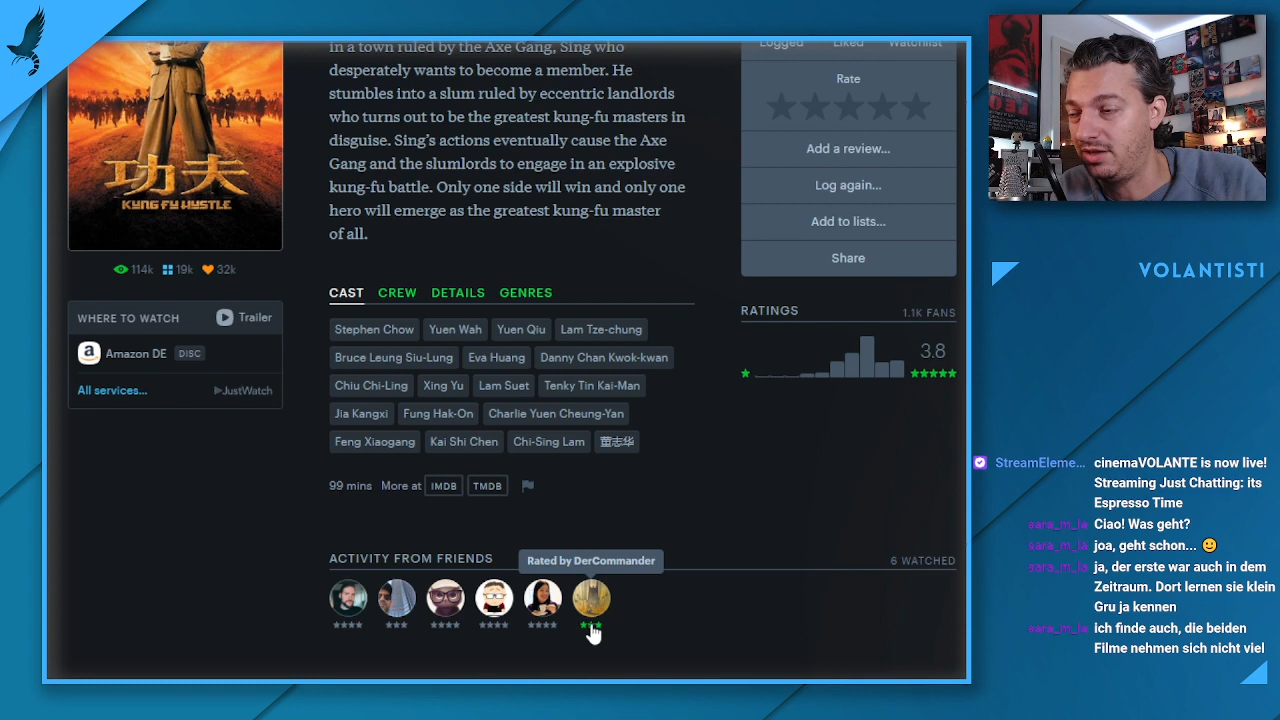 in a town ruled by the Axe Gang, Sing who
desperately wants to become a member. He
stumbles into a slum ruled by eccentric landlords
who turns out to be the greatest kung-fu masters in
disguise. Sing’s actions eventually cause the Axe
Gang and the slumlords to engage in an explosive
kung-fu battle. Only one side will win and only one
hero will emerge as the greatest kung-fu master
of all.
功夫
KUNG FU HUSTLE
114k 19k 32k
WHERE TO WATCH Trailer
Amazon DE DISC
All services... JustWatch
CAST CREW DETAILS GENRES
Stephen Chow Yuen Wah Yuen Qiu Lam Tze-chung
Bruce Leung Siu-Lung Eva Huang Danny Chan Kwok-kwan
Chiu Chi-Ling Xing Yu Lam Suet Tenky Tin Kai-Man
Jia Kangxi Fung Hak-On Charlie Yuen Cheung-Yan
Feng Xiaogang Kai Shi Chen Chi-Sing Lam 董志华
99 mins More at IMDB TMDB
ACTIVITY FROM FRIENDS 6 WATCHED
Rated by DerCommander
Logged Liked Watchlist
Rate
Add a review...
Log again...
Add to lists...
Share
RATINGS 1.1K FANS
3.8
LEO
VOLANTISTI
StreamEleme... cinemaVOLANTE is now live!
Streaming Just Chatting: its
Espresso Time
sara_m_la Ciao! Was geht?
sara_m_la joa, geht schon... 🙂
sara_m_la ja, der erste war auch in dem
Zeitraum. Dort lernen sie klein
Gru ja kennen
sara_m_la ich finde auch, die beiden
Filme nehmen sich nicht viel